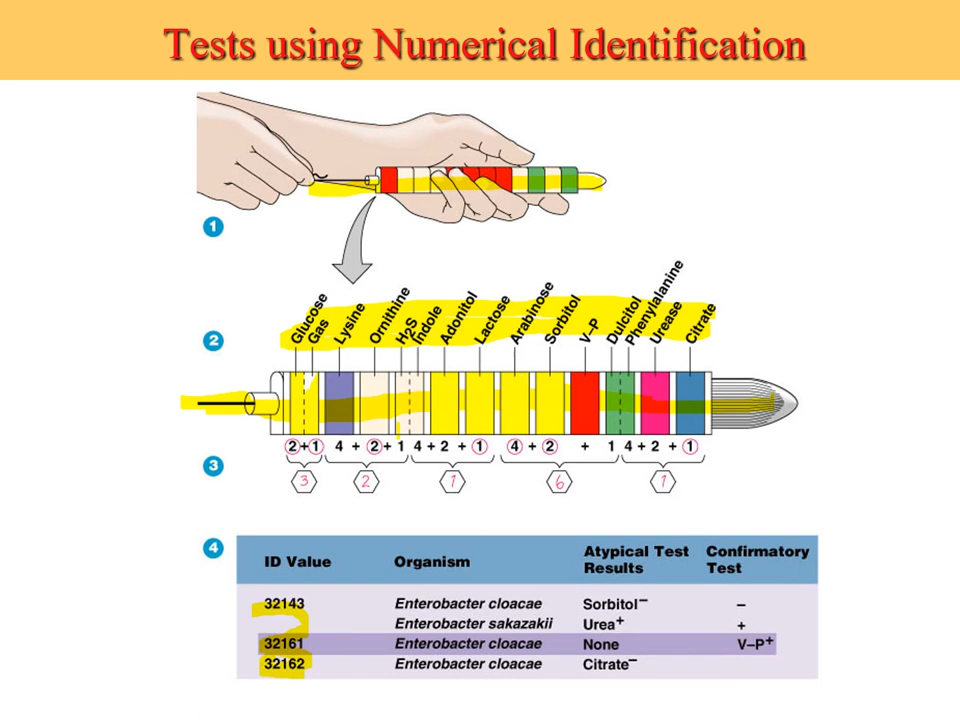 Tests using Numerical Identification
1
2
Glucose
Gas
Lysine
Ornithine
H2S
Indole
Adonitol
Lactose
Arabinose
Sorbitol
V–P
Dulcitol
Phenylalanine
Urease
Citrate
3
2+1 4 + 2+1 4+2 + 1 4 + 2 + 1 4+2 + 1
3 2 1 6 1
4
ID Value Organism Atypical Test Results Confirmatory Test
32143 Enterobacter cloacae Sorbitol– –
Enterobacter sakazakii Urea+ +
32161 Enterobacter cloacae None V–P+
32162 Enterobacter cloacae Citrate–